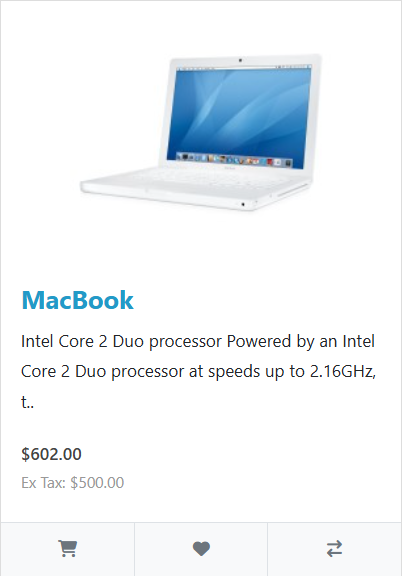 MacBook
Intel Core 2 Duo processor Powered by an Intel
Core 2 Duo processor at speeds up to 2.16GHz,
t..
$602.00
Ex Tax: $500.00